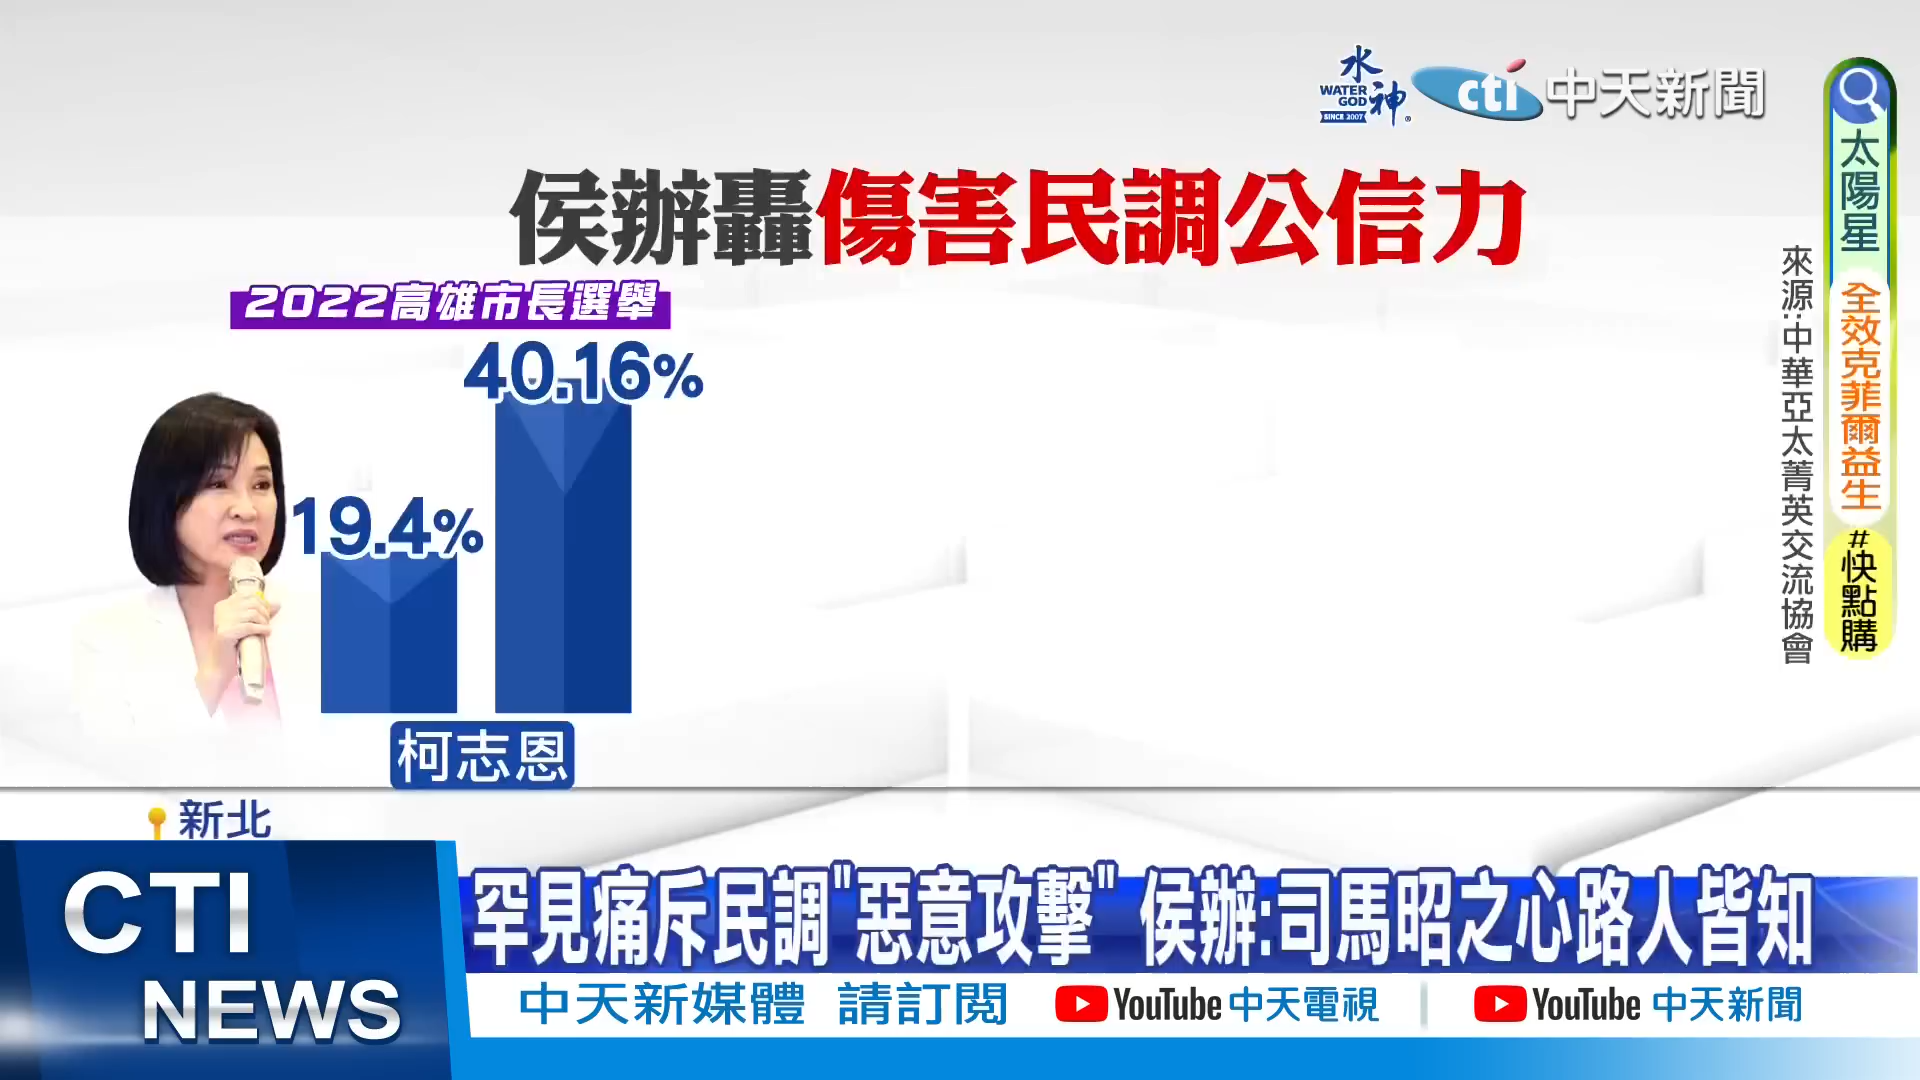 水神
WATER GOD
SINCE 2007
cti 中天新聞
侯辦轟傷害民調公信力
2022高雄市長選舉
40.16%
19.4%
柯志恩
太陽星 全效克菲爾益生 #快點購
來源:中華亞太菁英交流協會
新北
CTI NEWS
罕見痛斥民調"惡意攻擊" 侯辦:司馬昭之心路人皆知
中天新媒體 請訂閱 YouTube 中天電視 | YouTube 中天新聞